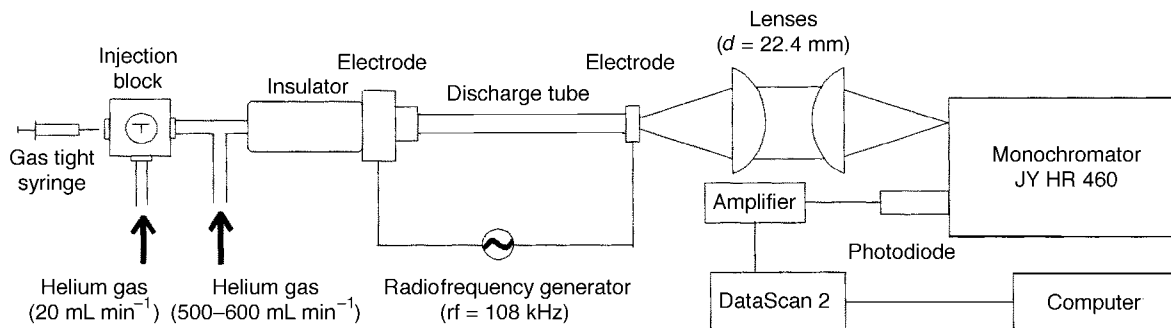 Lenses
(d = 22.4 mm)
Injection
block
Electrode
Electrode
Insulator
Discharge tube
T
Gas tight
syringe
Monochromator
JY HR 460
Amplifier
Photodiode
Helium gas
(20 mL min⁻¹)
Helium gas
(500–600 mL min⁻¹)
Radiofrequency generator
(rf = 108 kHz)
DataScan 2
Computer